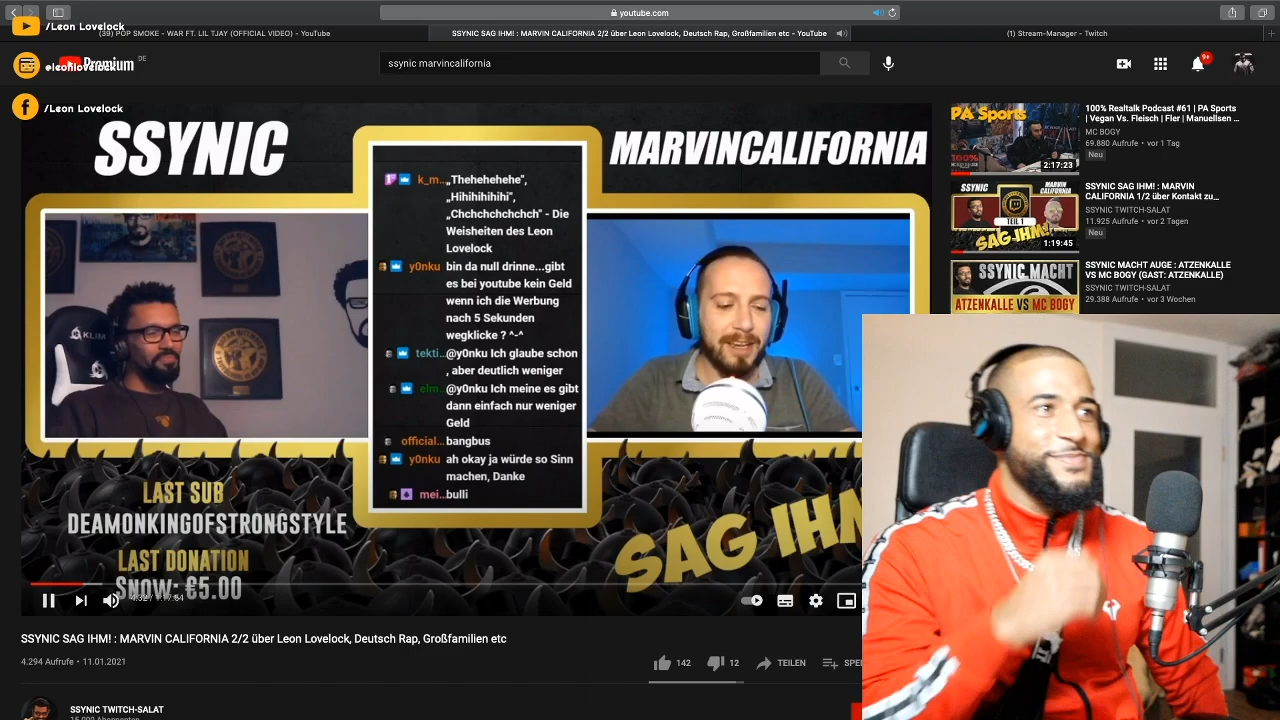 youtube.com
/Leon Lovelock
(39) POP SMOKE - WAR FT. LIL TJAY (OFFICIAL VIDEO) - YouTube
SSYNIC SAG IHM! : MARVIN CALIFORNIA 2/2 über Leon Lovelock, Deutsch Rap, Großfamilien etc - YouTube
(1) Stream-Manager - Twitch
Premium
DE
ssynic marvincalifornia
9+
/Leon Lovelock
SSYNIC
MARVINCALIFORNIA
k_m...„Thehehehehe",
„Hihihihihihi",
„Chchchchchchch" - Die
Weisheiten des Leon
Lovelock
y0nku bin da null drinne...gibt
es bei youtube kein Geld
wenn ich die Werbung
nach 5 Sekunden
wegklicke ? ^-^
tekti...@y0nku Ich glaube schon
, aber deutlich weniger
elm...@y0nku Ich meine es gibt
dann einfach nur weniger
Geld
official...bangbus
y0nku ah okay ja würde so Sinn
machen, Danke
mei...bulli
KLIM
LAST SUB
DEAMONKINGOFSTRONGSTYLE
LAST DONATION
SNOW: €5.00
SAG IHM
SSYNIC SAG IHM! : MARVIN CALIFORNIA 2/2 über Leon Lovelock, Deutsch Rap, Großfamilien etc
4.294 Aufrufe • 11.01.2021
142
12
TEILEN
SPEI
SSYNIC TWITCH-SALAT
PA Sports
100%
2:17:23
100% Realtalk Podcast #61 | PA Sports
| Vegan Vs. Fleisch | Fler | Manuellsen ...
MC BOGY
69.880 Aufrufe • vor 1 Tag
Neu
SSYNIC
MARVIN
CALIFORNIA
TEIL 1
SAG IHM!
1:19:45
SSYNIC SAG IHM! : MARVIN
CALIFORNIA 1/2 über Kontakt zu...
SSYNIC TWITCH-SALAT
11.925 Aufrufe • vor 2 Tagen
Neu
SSYNIC MACHT
ATZENKALLE VS MC BOGY
SSYNIC MACHT AUGE : ATZENKALLE
VS MC BOGY (GAST: ATZENKALLE)
SSYNIC TWITCH-SALAT
29.388 Aufrufe • vor 3 Wochen